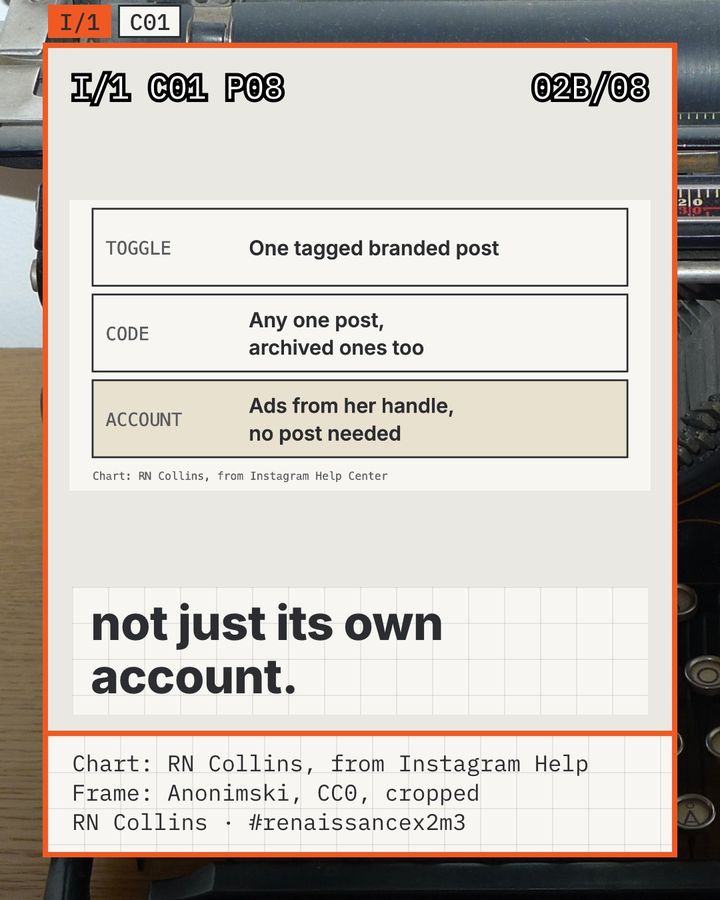 I/1 C01
I/1 C01 P08 02B/08
TOGGLE One tagged branded post
CODE Any one post,
archived ones too
ACCOUNT Ads from her handle,
no post needed
Chart: RN Collins, from Instagram Help Center
not just its own
account.
Chart: RN Collins, from Instagram Help
Frame: Anonimski, CC0, cropped
RN Collins · #renaissancex2m3